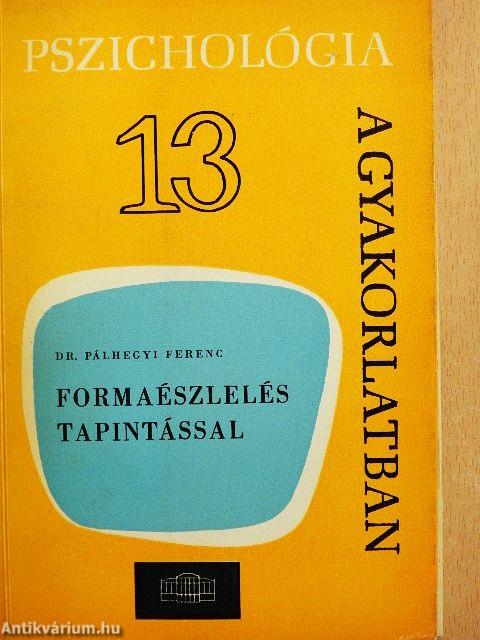 PSZICHOLÓGIA
13
A GYAKORLATBAN
DR. PÁLHEGYI FERENC
FORMAÉSZLELÉS
TAPINTÁSSAL
Antikvárium.hu